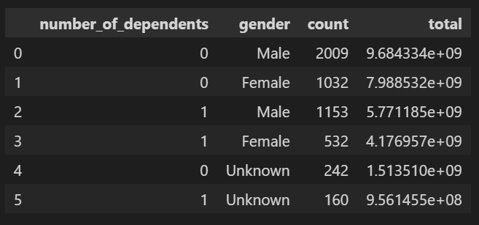 number_of_dependents gender count total
0 0 Male 2009 9.684334e+09
1 0 Female 1032 7.988532e+09
2 1 Male 1153 5.771185e+09
3 1 Female 532 4.176957e+09
4 0 Unknown 242 1.513510e+09
5 1 Unknown 160 9.561455e+08